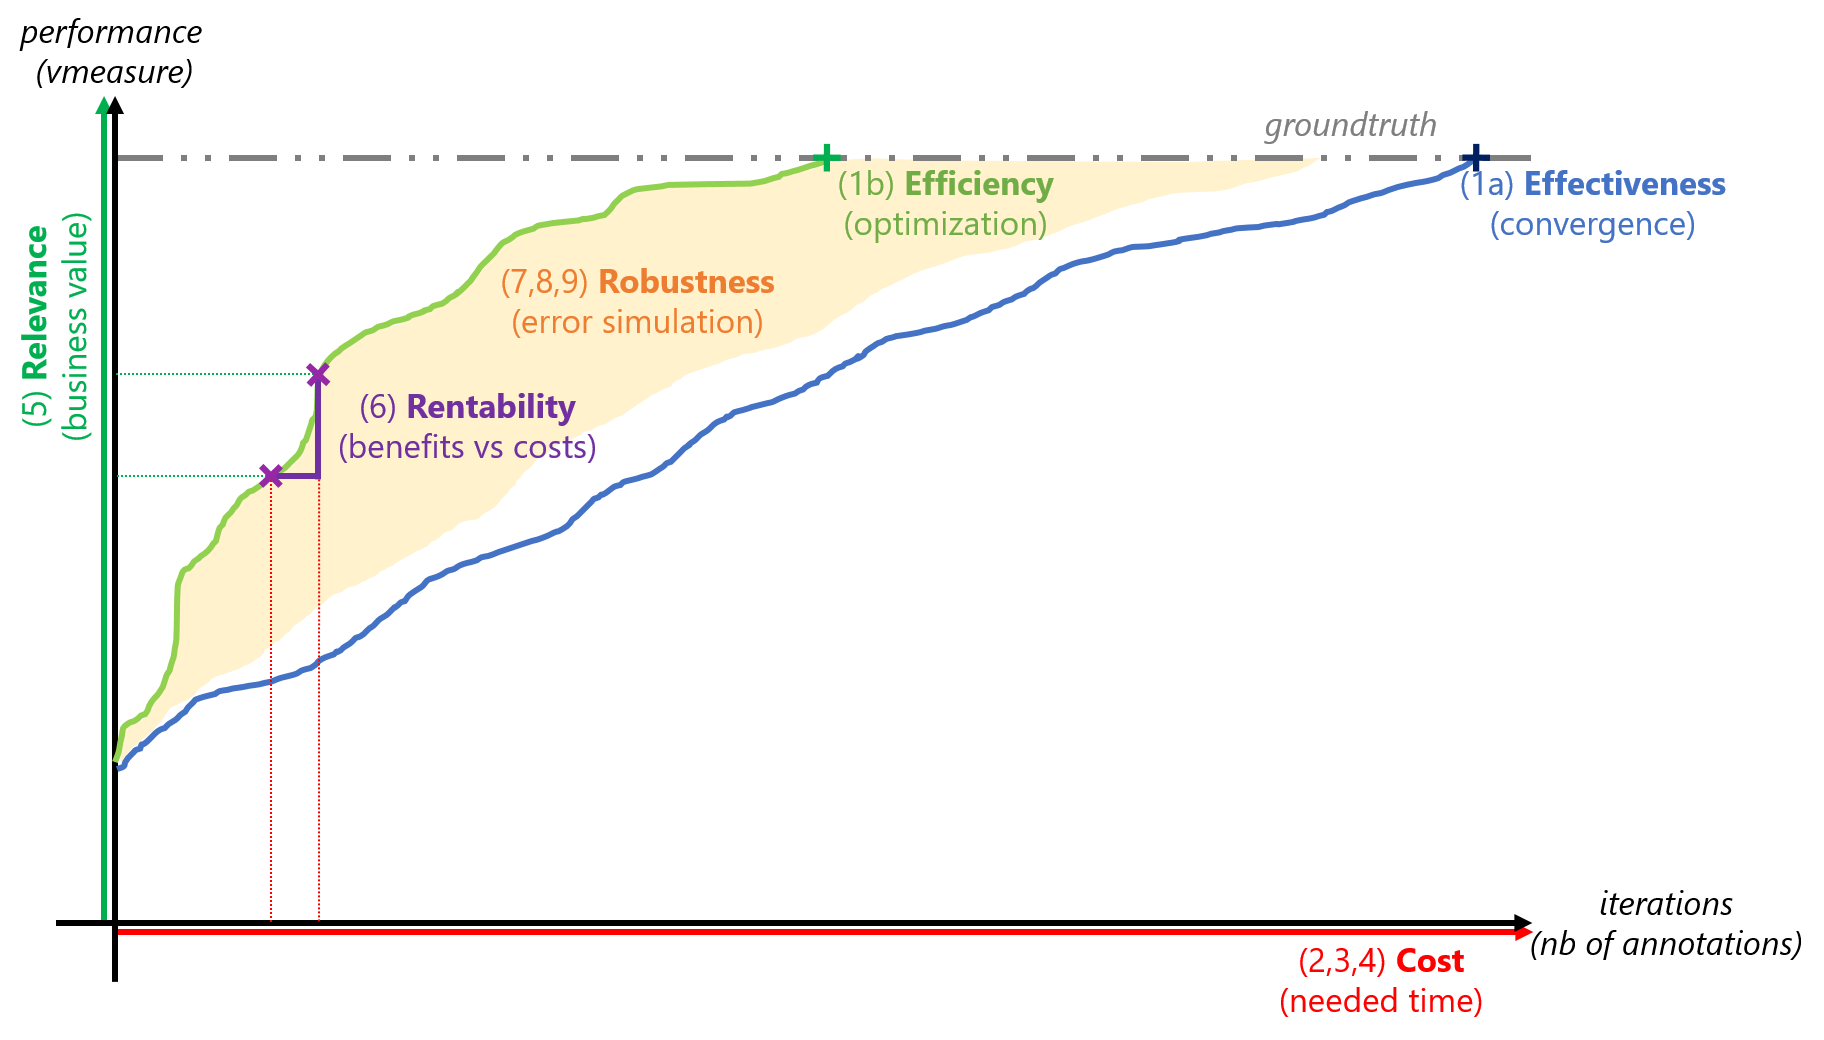 performance
(vmeasure)
groundtruth
(1b) Efficiency
(optimization)
(1a) Effectiveness
(convergence)
(5) Relevance
(business value)
(7,8,9) Robustness
(error simulation)
(6) Rentability
(benefits vs costs)
iterations
(nb of annotations)
(2,3,4) Cost
(needed time)